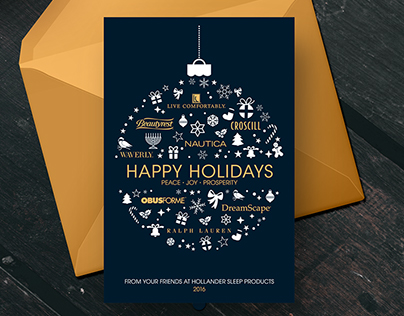 LIVE COMFORTABLY.
Beautyrest
CROSCILL
NAUTICA
WAVERLY
HAPPY HOLIDAYS
PEACE · JOY · PROSPERITY
OBUSFORME
DreamScape
RALPH LAUREN
FROM YOUR FRIENDS AT HOLLANDER SLEEP PRODUCTS
2016